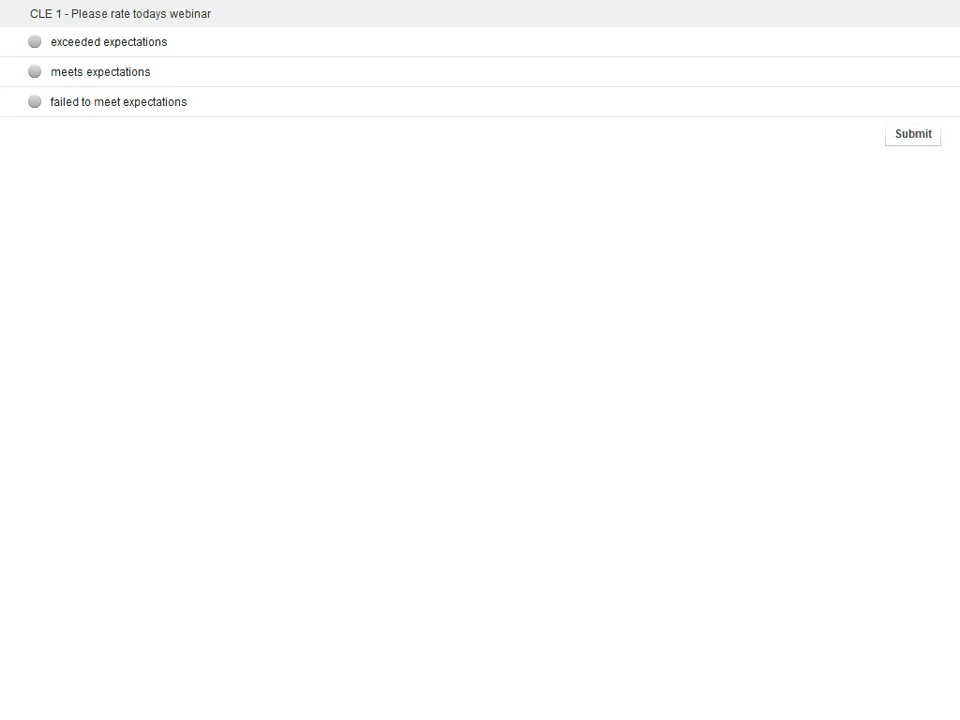 CLE 1 - Please rate todays webinar
exceeded expectations
meets expectations
failed to meet expectations
Submit